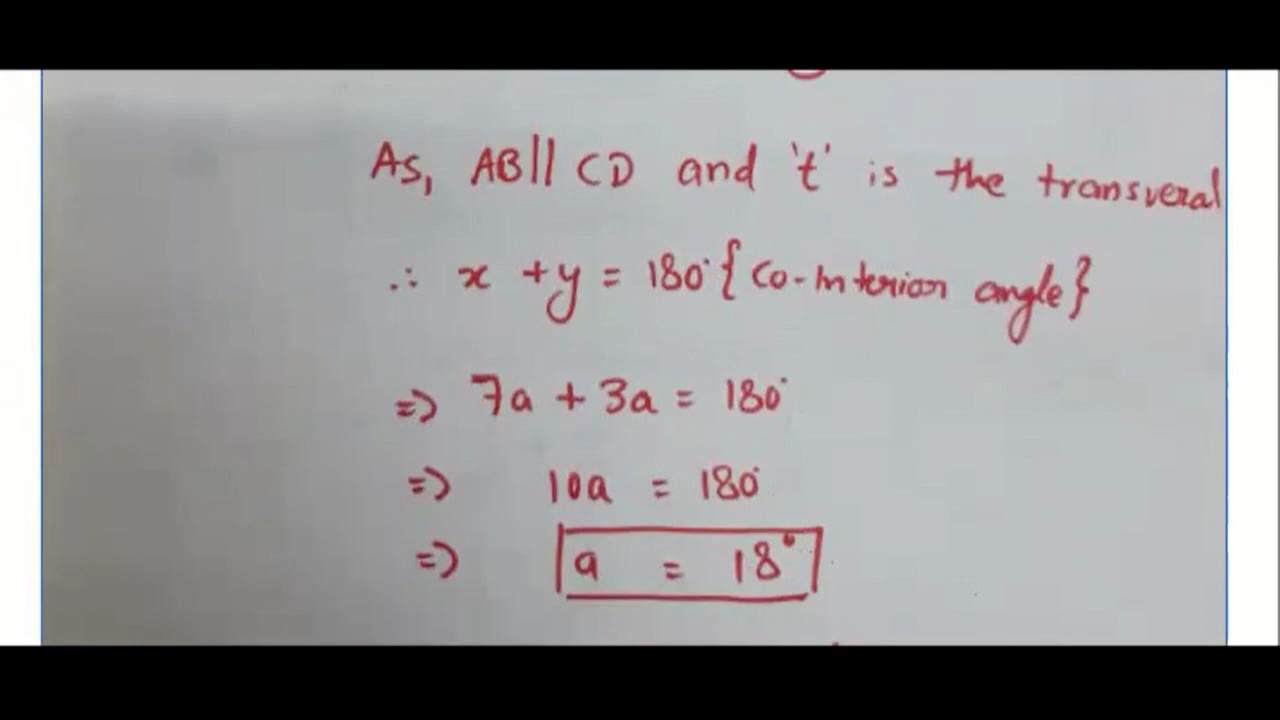 As, AB || CD and 't' is the transveral
∴ x + y = 180° {Co-Interior angle}
=> 7a + 3a = 180°
=> 10a = 180°
=> a = 18°